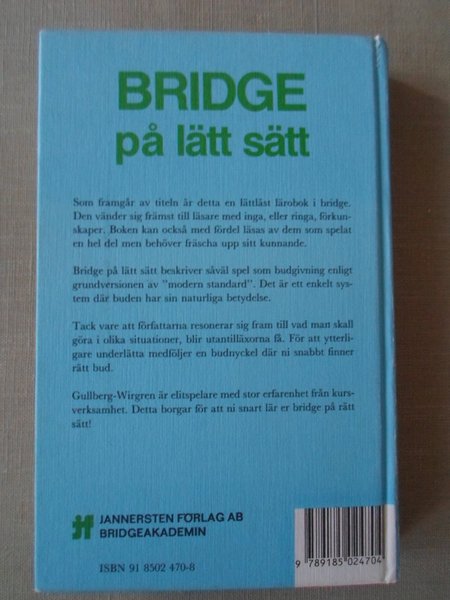 BRIDGE
på lätt sätt
Som framgår av titeln är detta en lättläst lärobok i bridge.
Den vänder sig främst till läsare med inga, eller ringa, förkun-
skaper. Boken kan också med fördel läsas av dem som spelat
en hel del men behöver fräscha upp sitt kunnande.
Bridge på lätt sätt beskriver såväl spel som budgivning enligt
grundversionen av "modern standard". Det är ett enkelt sys-
tem där buden har sin naturliga betydelse.
Tack vare att författarna resonerar sig fram till vad man skall
göra i olika situationer, blir utantilläxorna få. För att ytterli-
gare underlätta medföljer en budnyckel där ni snabbt finner
rätt bud.
Gullberg-Wirgren är elitspelare med stor erfarenhet från kurs-
verksamhet. Detta borgar för att ni snart lär er bridge på rätt
sätt!
JANNERSTEN FÖRLAG AB
BRIDGEAKADEMIN
ISBN 91 8502 470-8
9 789185 024704